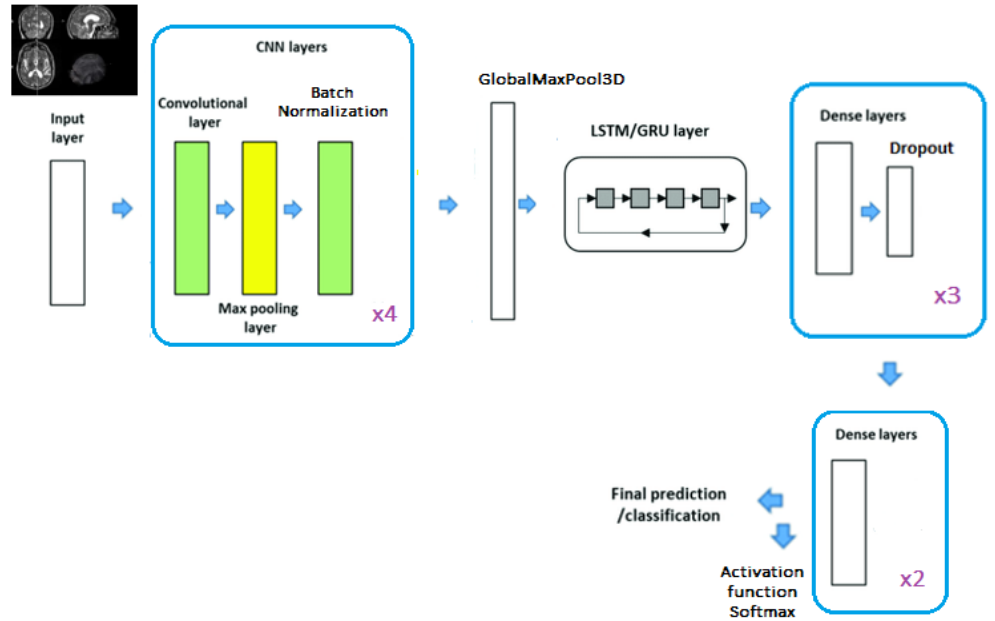 Input
layer
CNN layers
Convolutional
layer
Max pooling
layer
Batch
Normalization
x4
GlobalMaxPool3D
LSTM/GRU layer
Dense layers
Dropout
x3
Dense layers
x2
Final prediction
/classification
Activation
function
Softmax